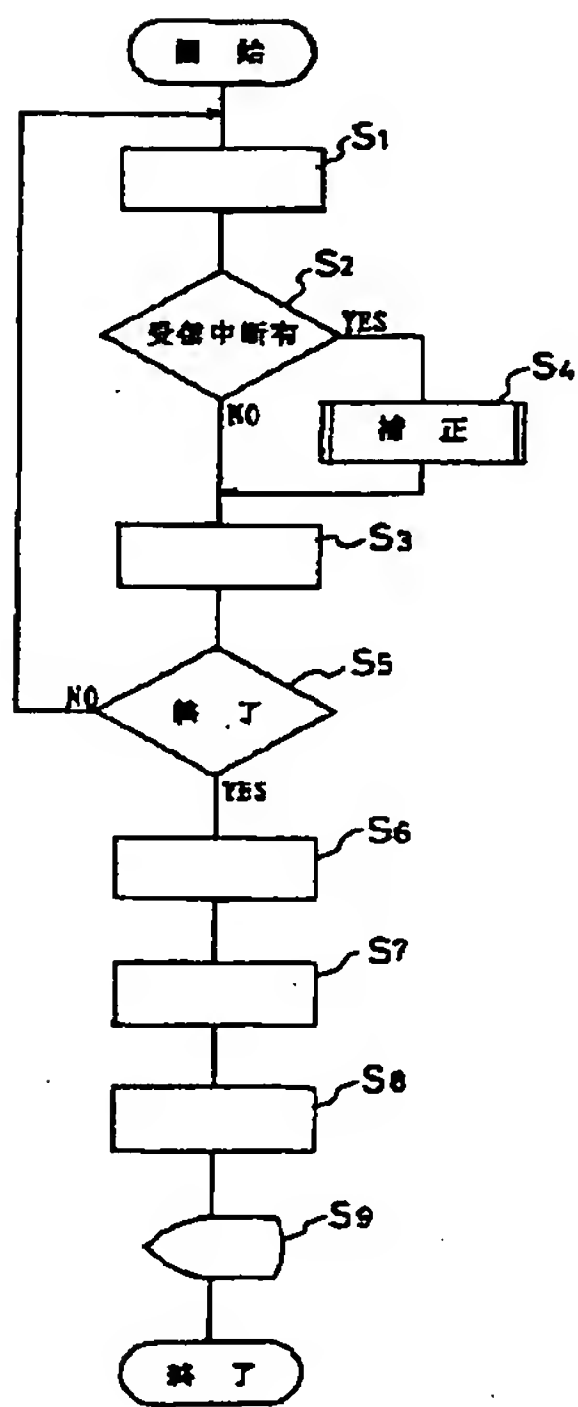 開 始
S1
S2
受信中断有
YES
S4
NO
補 正
S3
S5
NO
終 了
YES
S6
S7
S8
S9
終 了